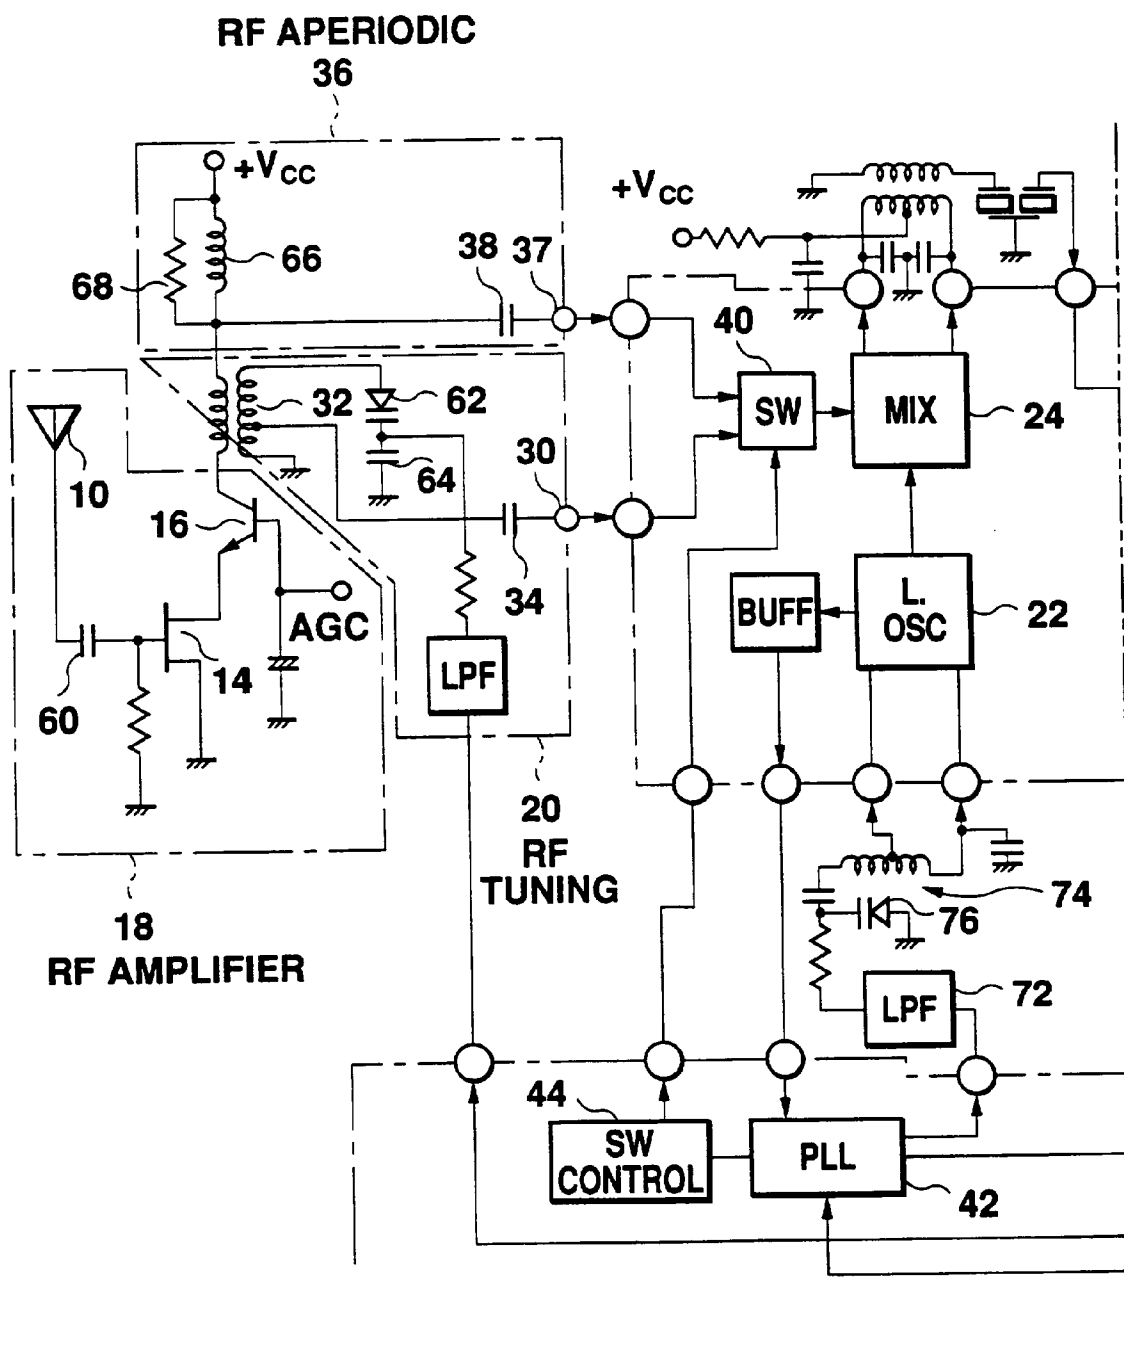 RF APERIODIC
36
+VCC
66
68
38
37
+VCC
40
SW
MIX
24
32
62
64
30
10
16
34
AGC
14
60
LPF
BUFF
L.
OSC
22
20
RF
TUNING
18
RF AMPLIFIER
74
76
LPF
72
44
SW
CONTROL
PLL
42